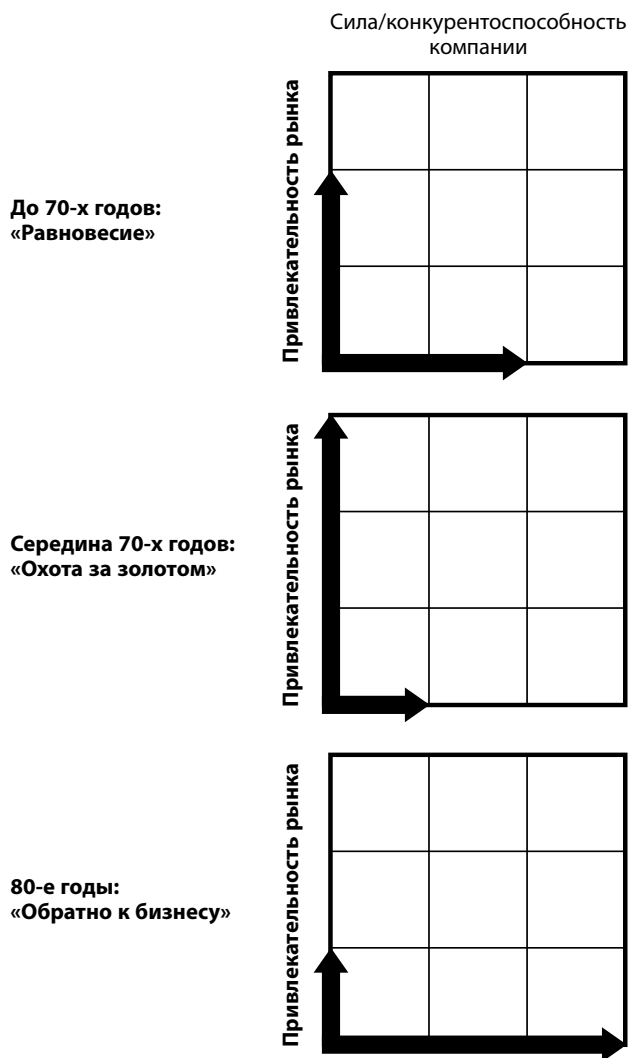 Сила/конкурентоспособность
компании
Привлекательность рынка
До 70-х годов:
«Равновесие»
Привлекательность рынка
Середина 70-х годов:
«Охота за золотом»
Привлекательность рынка
80-е годы:
«Обратно к бизнесу»